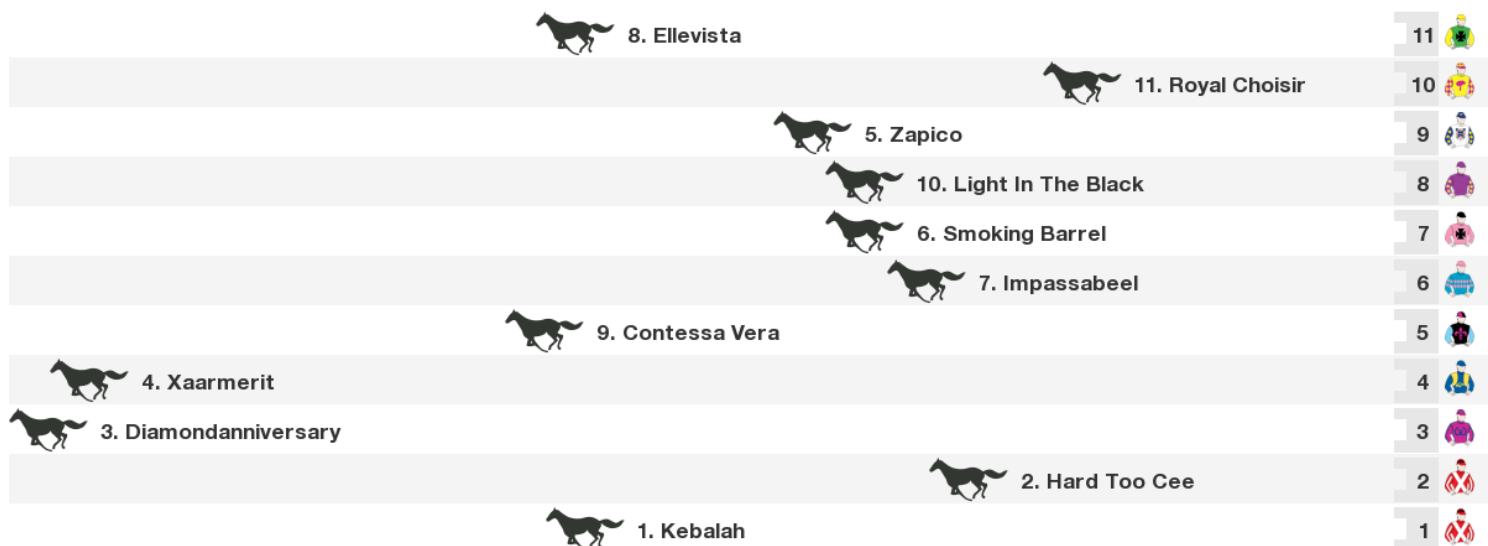 8. Ellevista 11
11. Royal Choisir 10
5. Zapico 9
10. Light In The Black 8
6. Smoking Barrel 7
7. Impassabeel 6
9. Contessa Vera 5
4. Xaarmerit 4
3. Diamondanniversary 3
2. Hard Too Cee 2
1. Kebalah 1